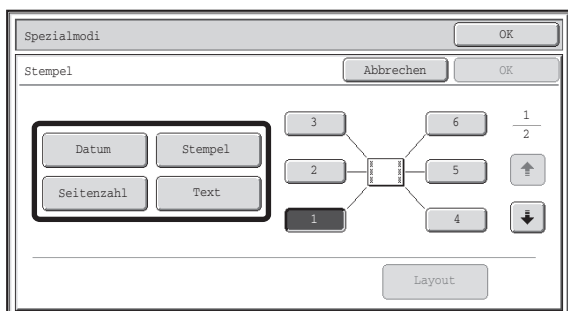 Spezialmodi OK
Stempel Abbrechen OK
3 6 1
2
Datum Stempel
2 5
Seitenzahl Text
1 4
Layout